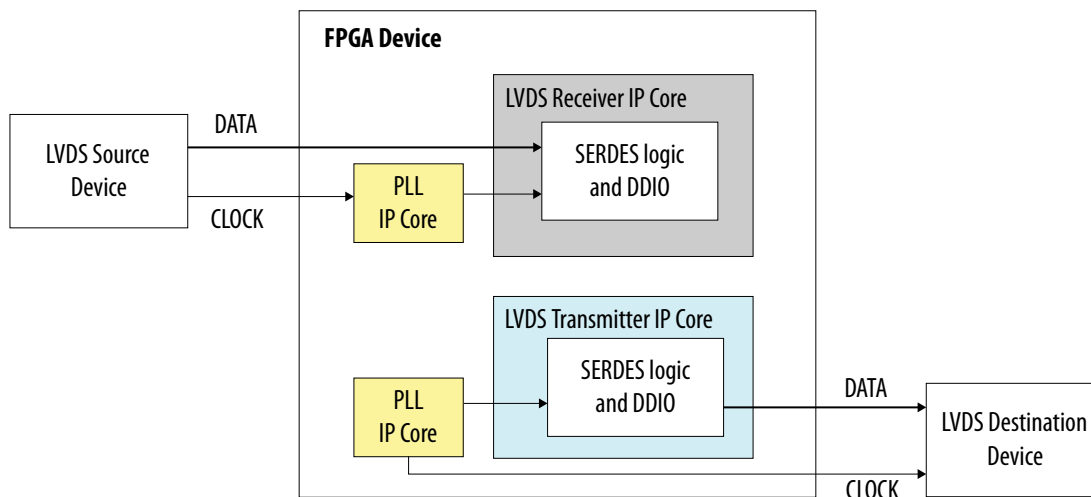 FPGA Device
LVDS Receiver IP Core
DATA
LVDS Source
Device
SERDES logic
and DDIO
PLL
IP Core
CLOCK
LVDS Transmitter IP Core
SERDES logic
and DDIO
PLL
IP Core
DATA
LVDS Destination
Device
CLOCK